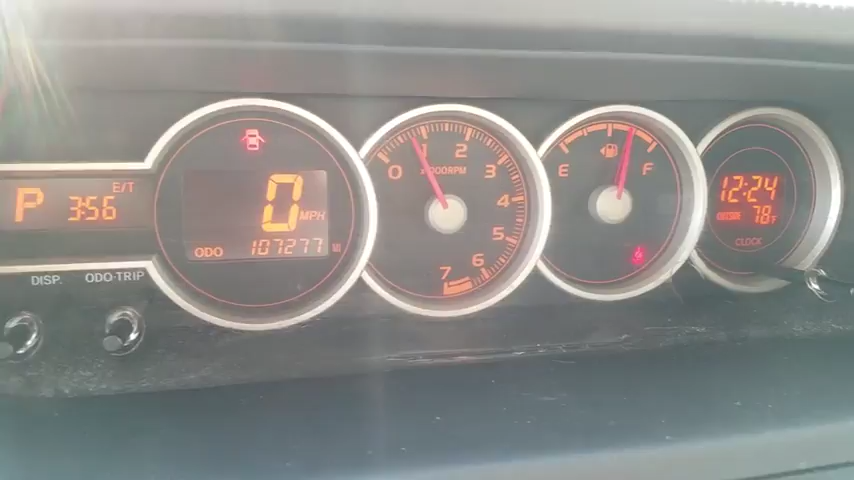 P
E/T
3:56
DISP.
ODO·TRIP
0 MPH
ODO 107277
0 1 2 3 4 5 6 7
x1000RPM
E F
12:24
OUTSIDE 78°F
CLOCK